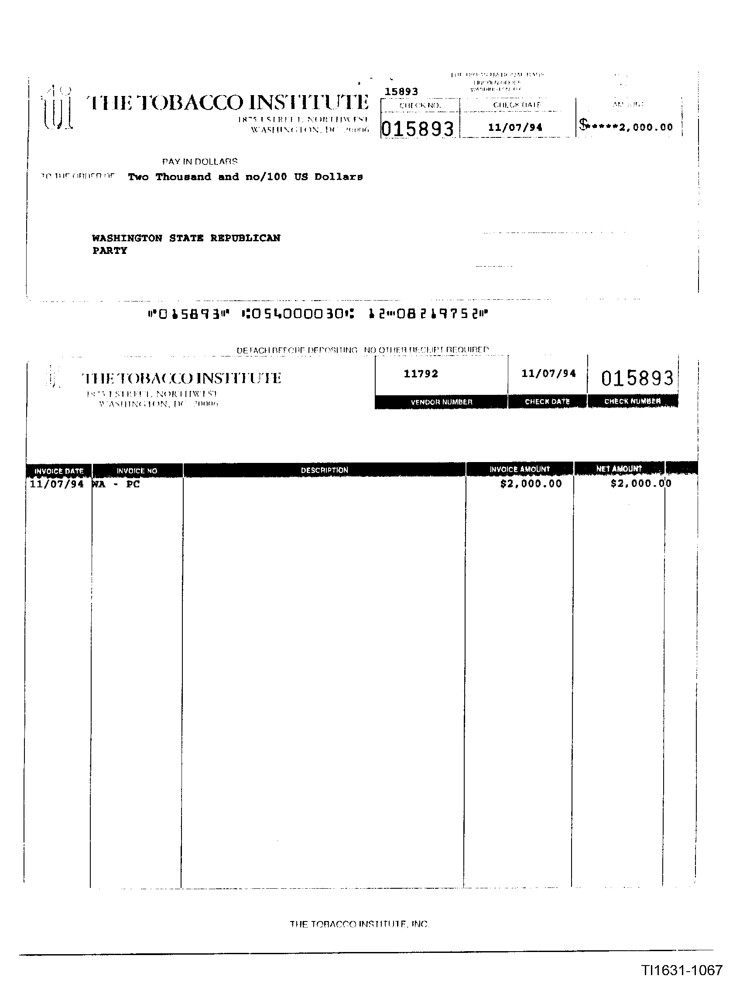 15893
THE TOBACCO INSTITUTE
1875 I STREET, NORTHWEST
WASHINGTON, DC 20006
CHECK NO. CHECK DATE AMOUNT
015893 11/07/94 $*****2,000.00
PAY IN DOLLARS
TO THE ORDER OF Two Thousand and no/100 US Dollars
WASHINGTON STATE REPUBLICAN
PARTY
⑈015893⑈ ⑆054000030⑆ 12⑉08219752⑈
DETACH BEFORE DEPOSITING NO OTHER RECEIPT REQUIRED
THE TOBACCO INSTITUTE
1875 I STREET, NORTHWEST
WASHINGTON, DC 20006
11792 11/07/94 015893
VENDOR NUMBER CHECK DATE CHECK NUMBER
INVOICE DATE INVOICE NO. DESCRIPTION INVOICE AMOUNT NET AMOUNT
11/07/94 WA - PC $2,000.00 $2,000.00
THE TOBACCO INSTITUTE, INC.
TI1631-1067